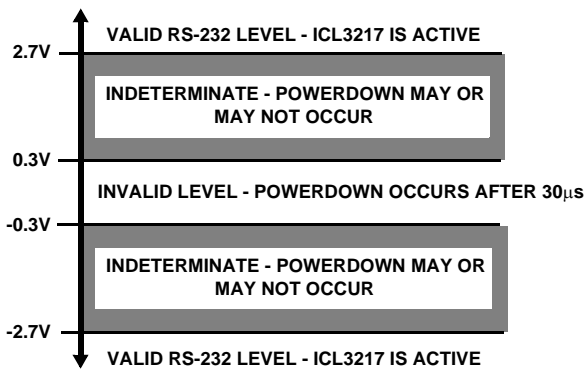 VALID RS-232 LEVEL - ICL3217 IS ACTIVE
2.7V
INDETERMINATE - POWERDOWN MAY OR
MAY NOT OCCUR
0.3V
INVALID LEVEL - POWERDOWN OCCURS AFTER 30μs
-0.3V
INDETERMINATE - POWERDOWN MAY OR
MAY NOT OCCUR
-2.7V
VALID RS-232 LEVEL - ICL3217 IS ACTIVE